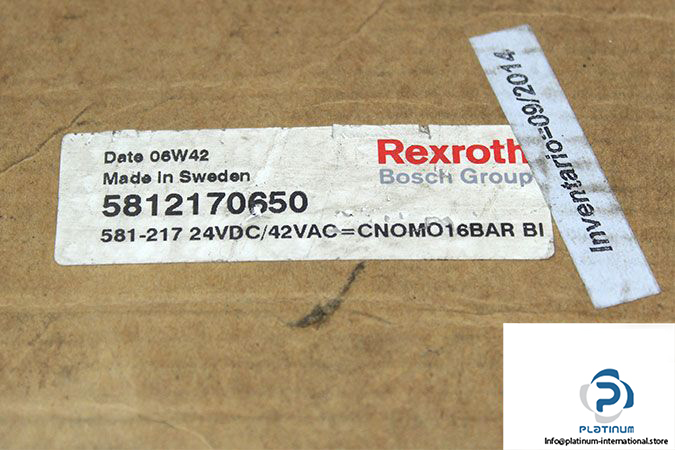 Date 06W42
Made in Sweden
5812170650
581-217 24VDC/42VAC=CNOMO16BAR BI
Rexroth
Bosch Group
Inventario=09/2014
PLATINUM
Info@platinum-international.store